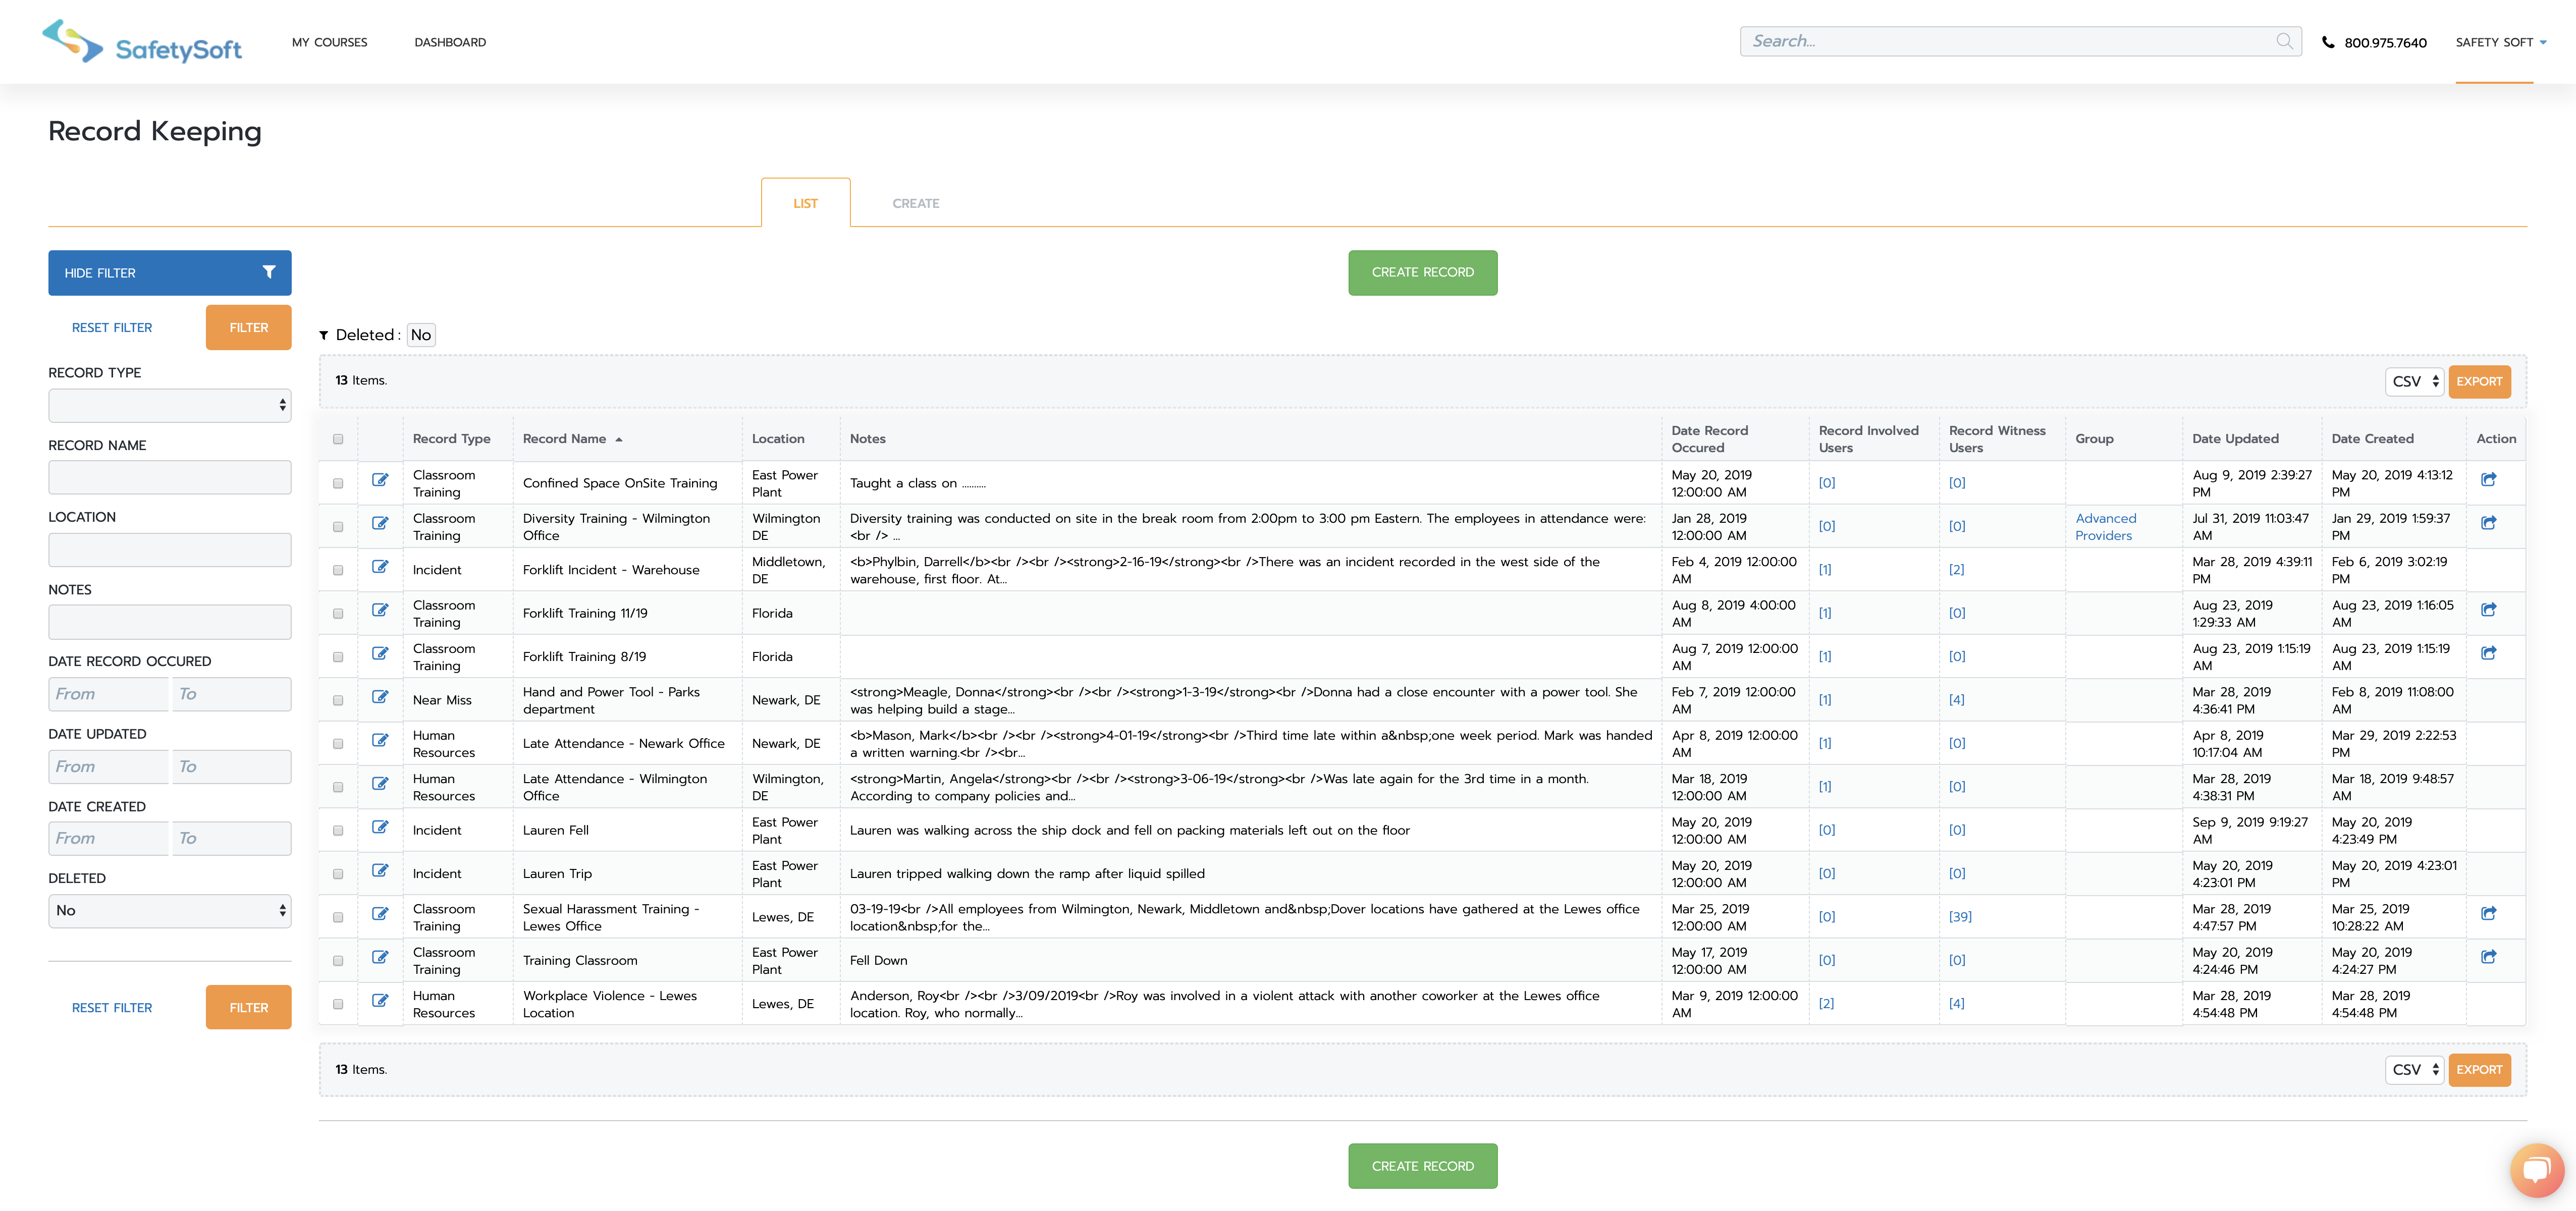 SafetySoft
MY COURSES
DASHBOARD
Search...
800.975.7640
SAFETY SOFT
Record Keeping
LIST
CREATE
HIDE FILTER
RESET FILTER
FILTER
RECORD TYPE
RECORD NAME
LOCATION
NOTES
DATE RECORD OCCURED
From To
DATE UPDATED
From To
DATE CREATED
From To
DELETED
No
RESET FILTER
FILTER
CREATE RECORD
Deleted : No
13 Items.
CSV EXPORT
Record Type Record Name Location Notes Date Record Occured Record Involved Users Record Witness Users Group Date Updated Date Created Action
Classroom Training Confined Space OnSite Training East Power Plant Taught a class on .......... May 20, 2019 12:00:00 AM [0] [0] Aug 9, 2019 2:39:27 PM May 20, 2019 4:13:12 PM
Classroom Training Diversity Training - Wilmington Office Wilmington DE Diversity training was conducted on site in the break room from 2:00pm to 3:00 pm Eastern. The employees in attendance were: <br /> ... Jan 28, 2019 12:00:00 AM [0] [0] Advanced Providers Jul 31, 2019 11:03:47 AM Jan 29, 2019 1:59:37 PM
Incident Forklift Incident - Warehouse Middletown, DE <b>Phylbin, Darrell</b><br /><br /><strong>2-16-19</strong><br />There was an incident recorded in the west side of the warehouse, first floor. At... Feb 4, 2019 12:00:00 AM [1] [2] Mar 28, 2019 4:39:11 PM Feb 6, 2019 3:02:19 PM
Classroom Training Forklift Training 11/19 Florida Aug 8, 2019 4:00:00 AM [1] [0] Aug 23, 2019 1:29:33 AM Aug 23, 2019 1:16:05 AM
Classroom Training Forklift Training 8/19 Florida Aug 7, 2019 12:00:00 AM [1] [0] Aug 23, 2019 1:15:19 AM Aug 23, 2019 1:15:19 AM
Near Miss Hand and Power Tool - Parks department Newark, DE <strong>Meagle, Donna</strong><br /><br /><strong>1-3-19</strong><br />Donna had a close encounter with a power tool. She was helping build a stage... Feb 7, 2019 12:00:00 AM [1] [4] Mar 28, 2019 4:36:41 PM Feb 8, 2019 11:08:00 AM
Human Resources Late Attendance - Newark Office Newark, DE <b>Mason, Mark</b><br /><br /><strong>4-01-19</strong><br />Third time late within a&nbsp;one week period. Mark was handed a written warning.<br /><br... Apr 8, 2019 12:00:00 AM [1] [0] Apr 8, 2019 10:17:04 AM Mar 29, 2019 2:22:53 PM
Human Resources Late Attendance - Wilmington Office Wilmington, DE <strong>Martin, Angela</strong><br /><br /><strong>3-06-19</strong><br />Was late again for the 3rd time in a month. According to company policies and... Mar 18, 2019 12:00:00 AM [1] [0] Mar 28, 2019 4:38:31 PM Mar 18, 2019 9:48:57 AM
Incident Lauren Fell East Power Plant Lauren was walking across the ship dock and fell on packing materials left out on the floor May 20, 2019 12:00:00 AM [0] [0] Sep 9, 2019 9:19:27 AM May 20, 2019 4:23:49 PM
Incident Lauren Trip East Power Plant Lauren tripped walking down the ramp after liquid spilled May 20, 2019 12:00:00 AM [0] [0] May 20, 2019 4:23:01 PM May 20, 2019 4:23:01 PM
Classroom Training Sexual Harassment Training - Lewes Office Lewes, DE 03-19-19<br />All employees from Wilmington, Newark, Middletown and&nbsp;Dover locations have gathered at the Lewes office location&nbsp;for the... Mar 25, 2019 12:00:00 AM [0] [39] Mar 28, 2019 4:47:57 PM Mar 25, 2019 10:28:22 AM
Classroom Training Training Classroom East Power Plant Fell Down May 17, 2019 12:00:00 AM [0] [0] May 20, 2019 4:24:46 PM May 20, 2019 4:24:27 PM
Human Resources Workplace Violence - Lewes Location Lewes, DE Anderson, Roy<br /><br />3/09/2019<br />Roy was involved in a violent attack with another coworker at the Lewes office location. Roy, who normally... Mar 9, 2019 12:00:00 AM [2] [4] Mar 28, 2019 4:54:48 PM Mar 28, 2019 4:54:48 PM
13 Items.
CSV EXPORT
CREATE RECORD